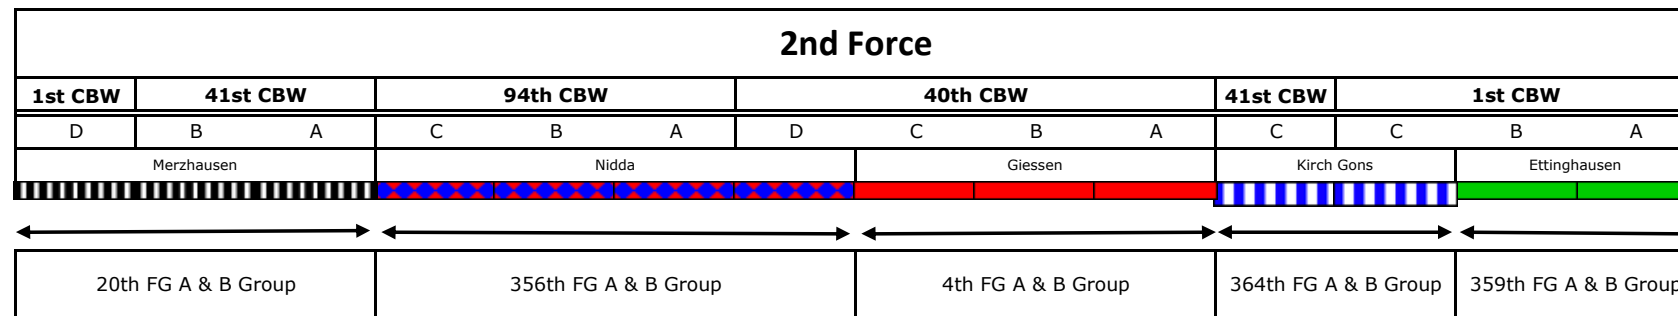 2nd Force
1st CBW 41st CBW 94th CBW 40th CBW 41st CBW 1st CBW
D B A C B A D C B A C C B A
Merzhausen Nidda Giessen Kirch Gons Ettinghausen
20th FG A & B Group 356th FG A & B Group 4th FG A & B Group 364th FG A & B Group 359th FG A & B Group